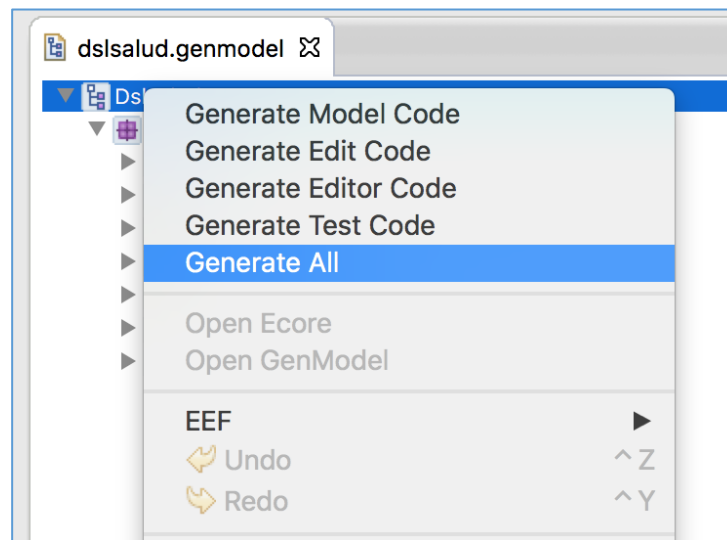 dslsalud.genmodel
Generate Model Code
Generate Edit Code
Generate Editor Code
Generate Test Code
Generate All
Open Ecore
Open GenModel
EEF
Undo ^Z
Redo ^Y